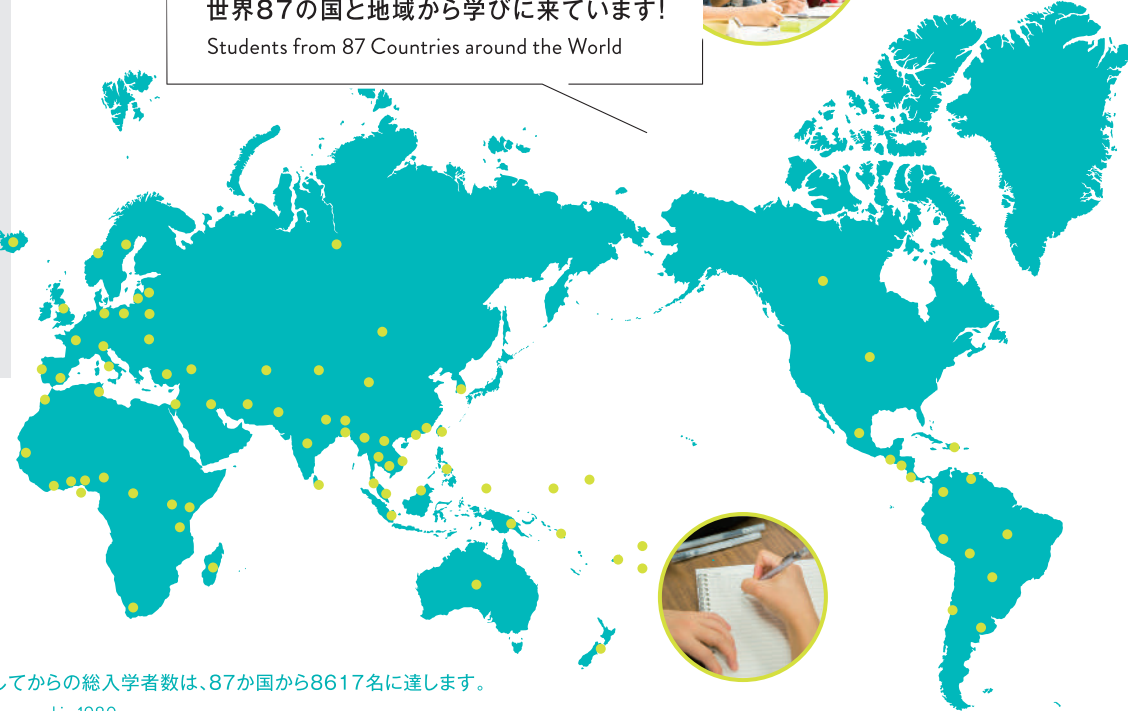 世界87の国と地域から学びに来ています!
Students from 87 Countries around the World
してからの総入学者数は、87か国から8617名に達します。